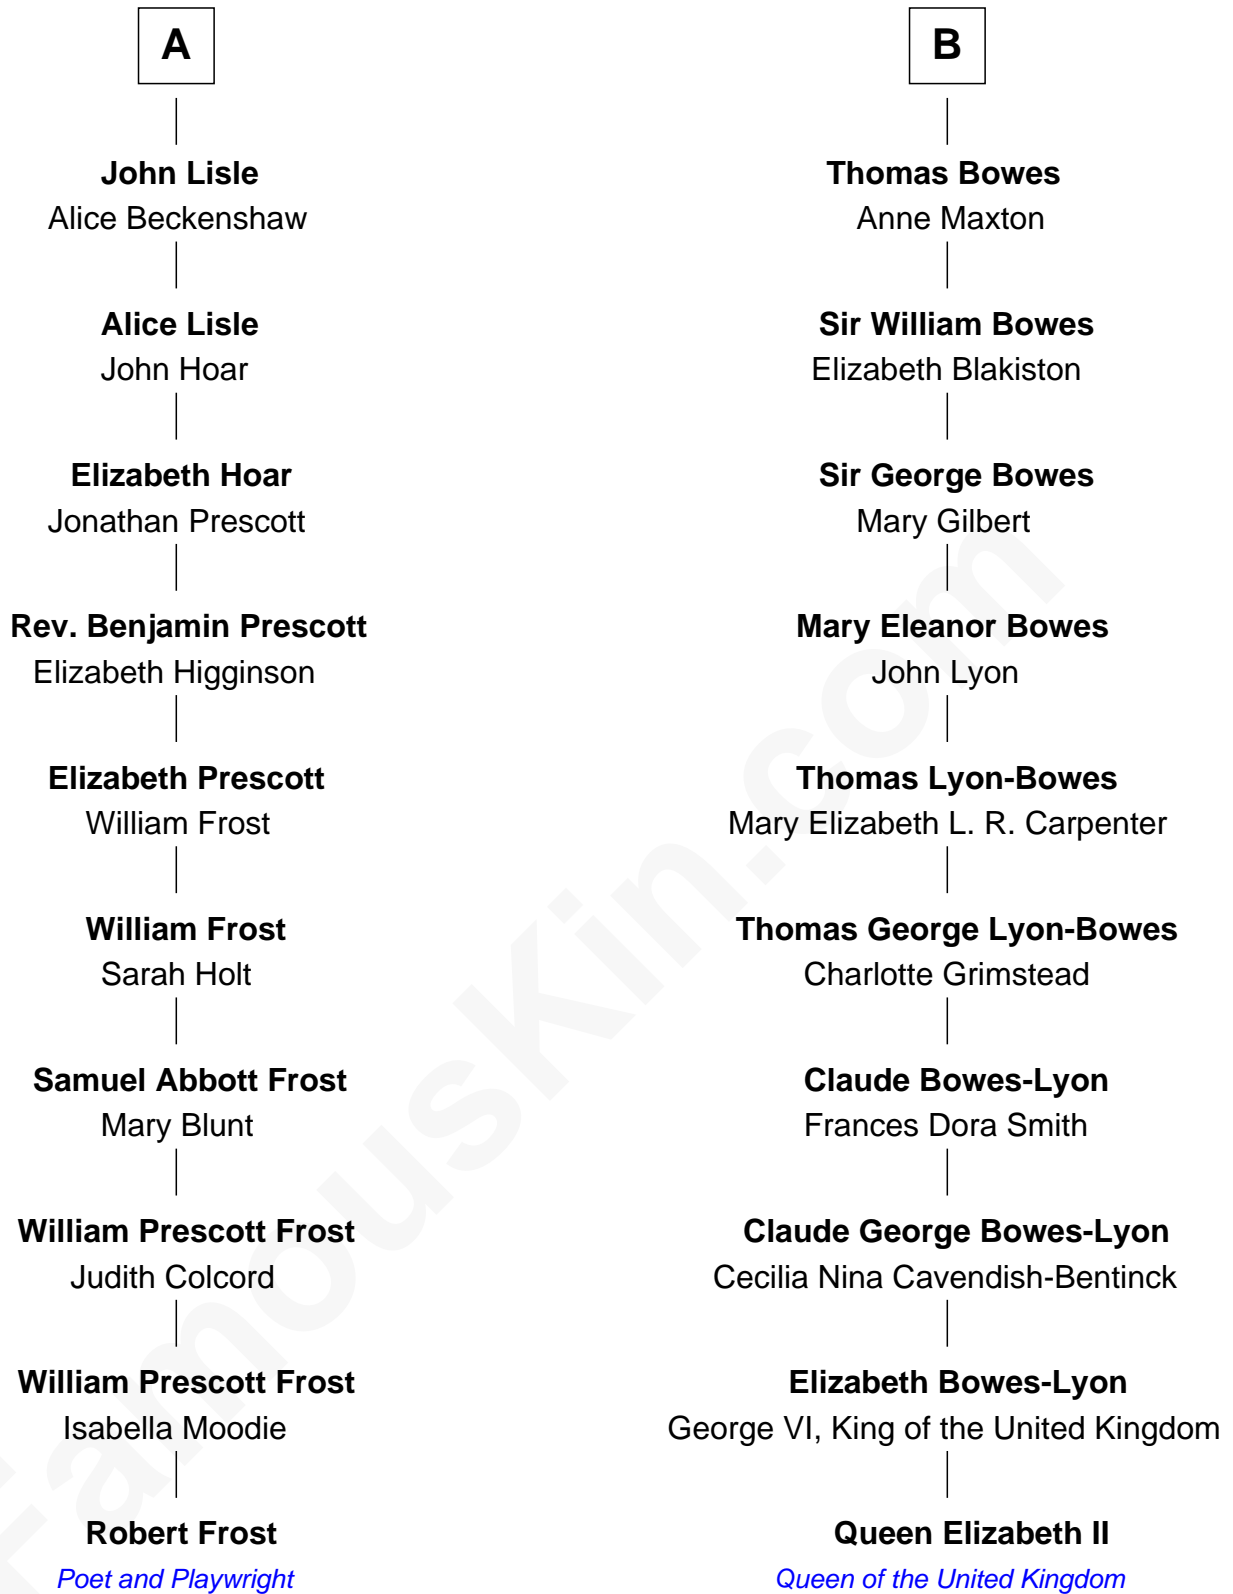 A
John Lisle
Alice Beckenshaw
Alice Lisle
John Hoar
Elizabeth Hoar
Jonathan Prescott
Rev. Benjamin Prescott
Elizabeth Higginson
Elizabeth Prescott
William Frost
William Frost
Sarah Holt
Samuel Abbott Frost
Mary Blunt
William Prescott Frost
Judith Colcord
William Prescott Frost
Isabella Moodie
Robert Frost
Poet and Playwright
B
Thomas Bowes
Anne Maxton
Sir William Bowes
Elizabeth Blakiston
Sir George Bowes
Mary Gilbert
Mary Eleanor Bowes
John Lyon
Thomas Lyon-Bowes
Mary Elizabeth L. R. Carpenter
Thomas George Lyon-Bowes
Charlotte Grimstead
Claude Bowes-Lyon
Frances Dora Smith
Claude George Bowes-Lyon
Cecilia Nina Cavendish-Bentinck
Elizabeth Bowes-Lyon
George VI, King of the United Kingdom
Queen Elizabeth II
Queen of the United Kingdom
FamousKin.com